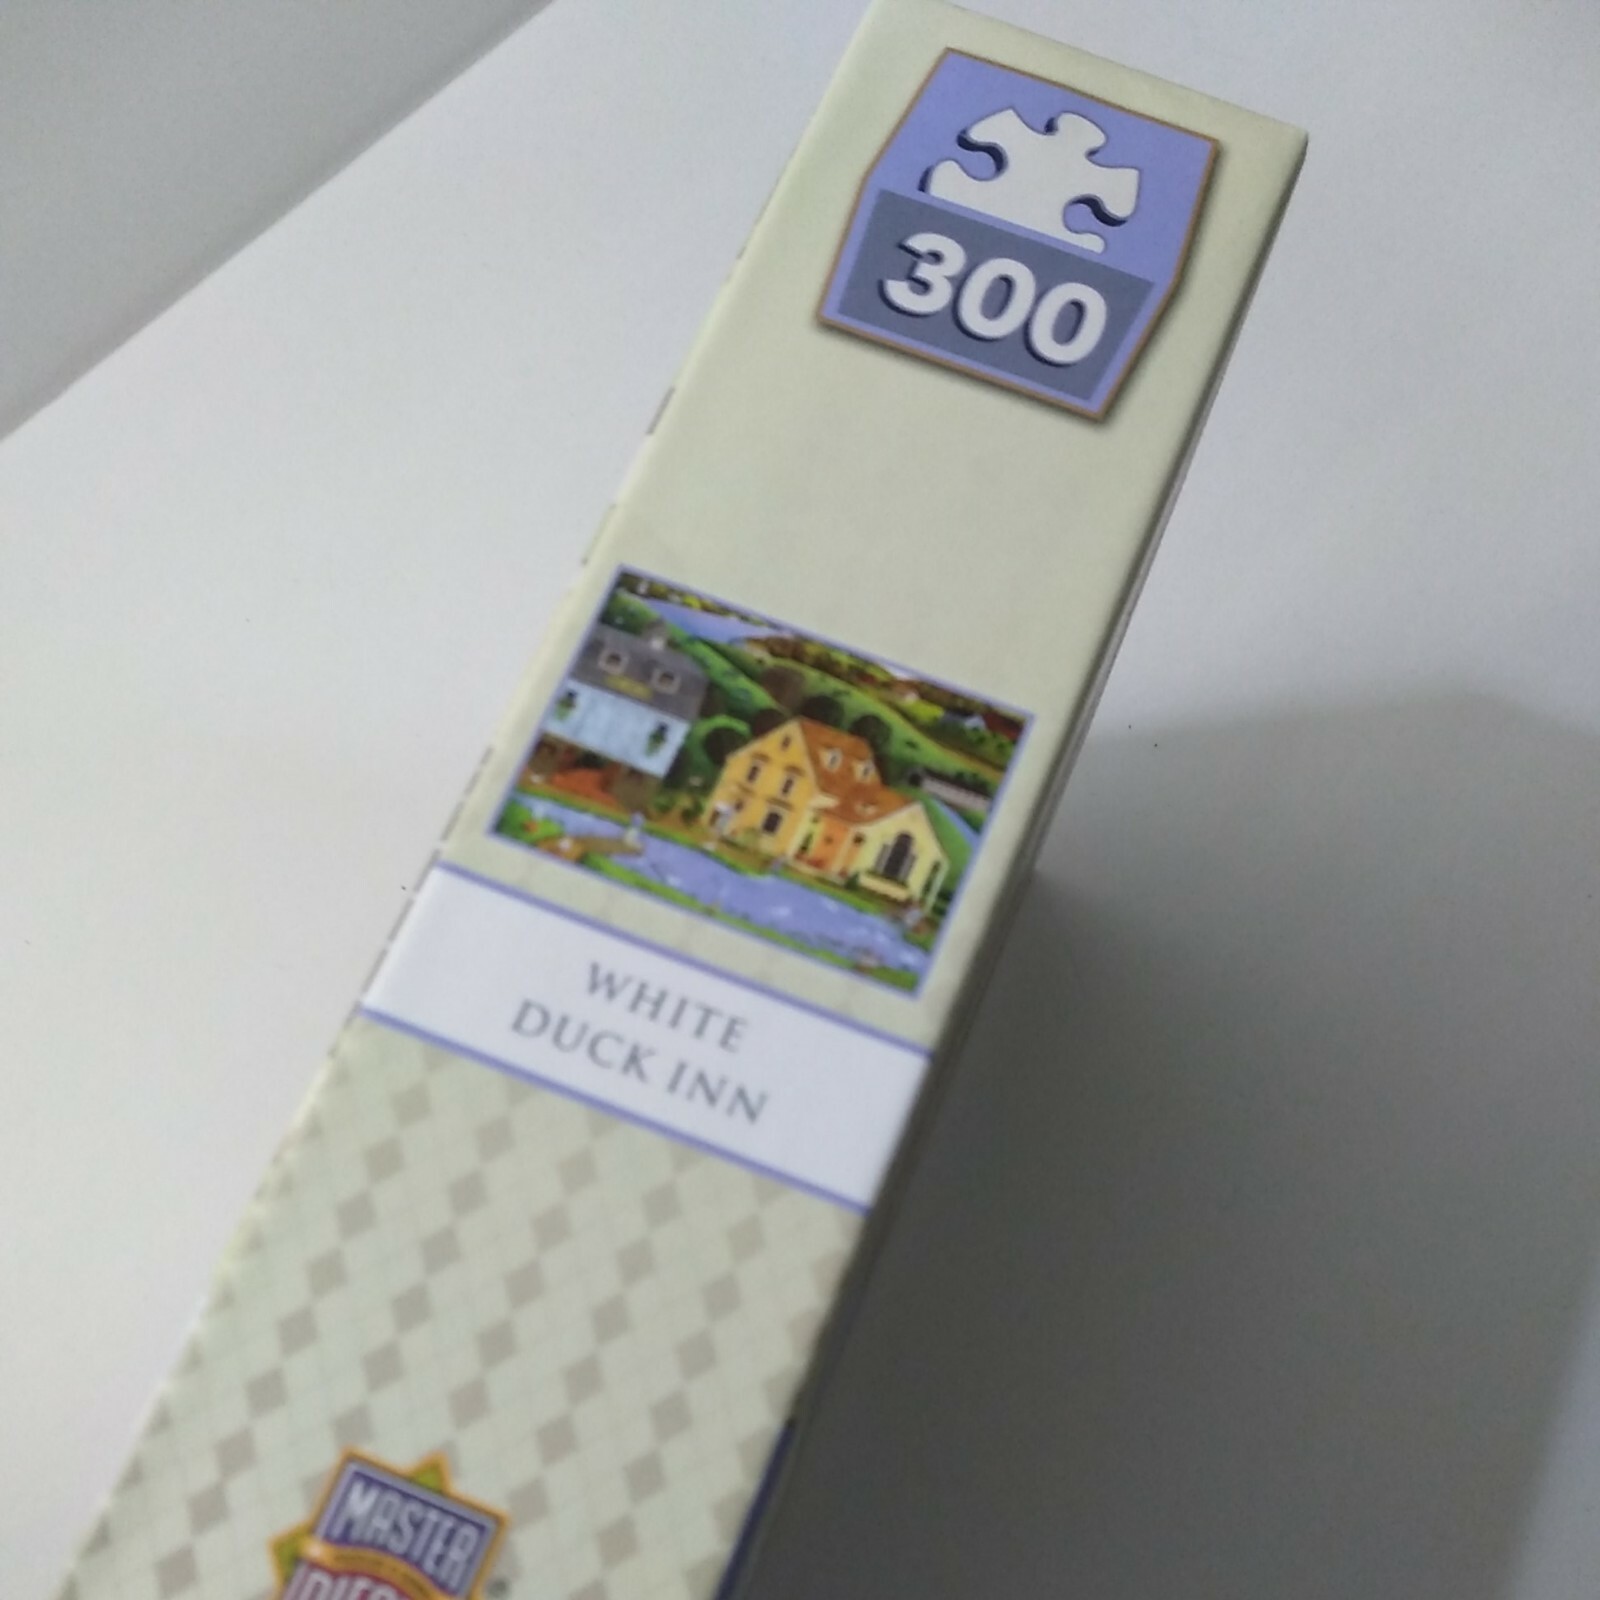 300
WHITE
DUCK INN
MASTER